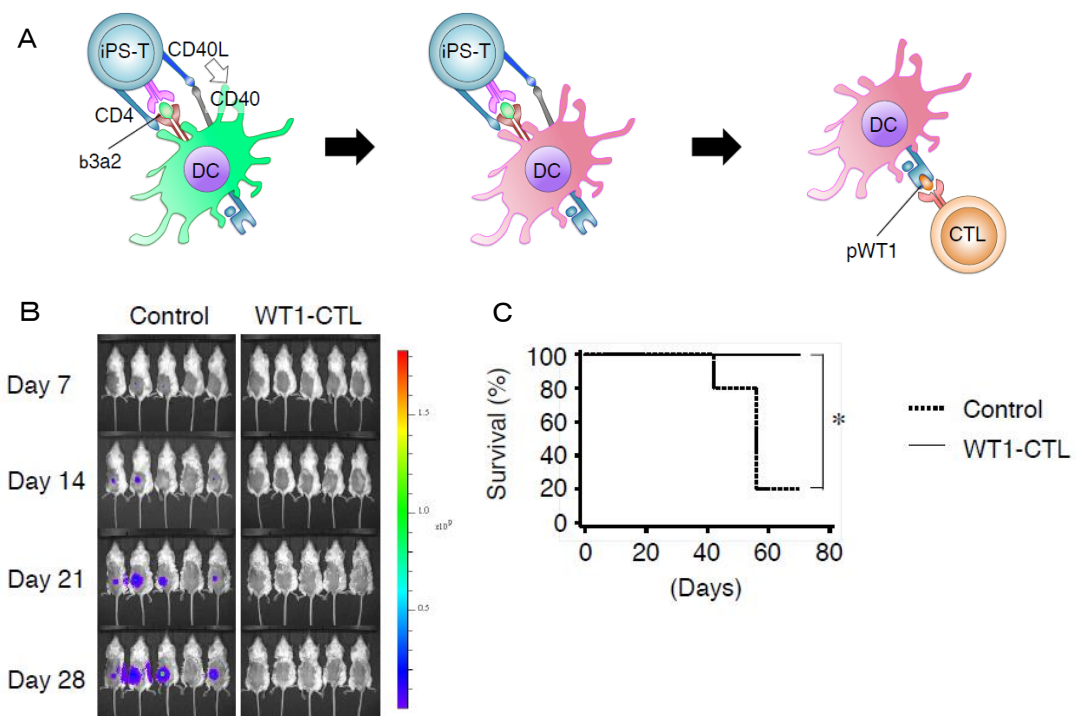 A
iPS-T
CD40L
CD40
CD4
b3a2
DC
iPS-T
DC
DC
pWT1
CTL
B
Control
WT1-CTL
Day 7
Day 14
Day 21
Day 28
1.5
1.0
x10⁹
0.5
C
Survival (%)
100
80
60
40
20
0
0 20 40 60 80
(Days)
*
Control
WT1-CTL